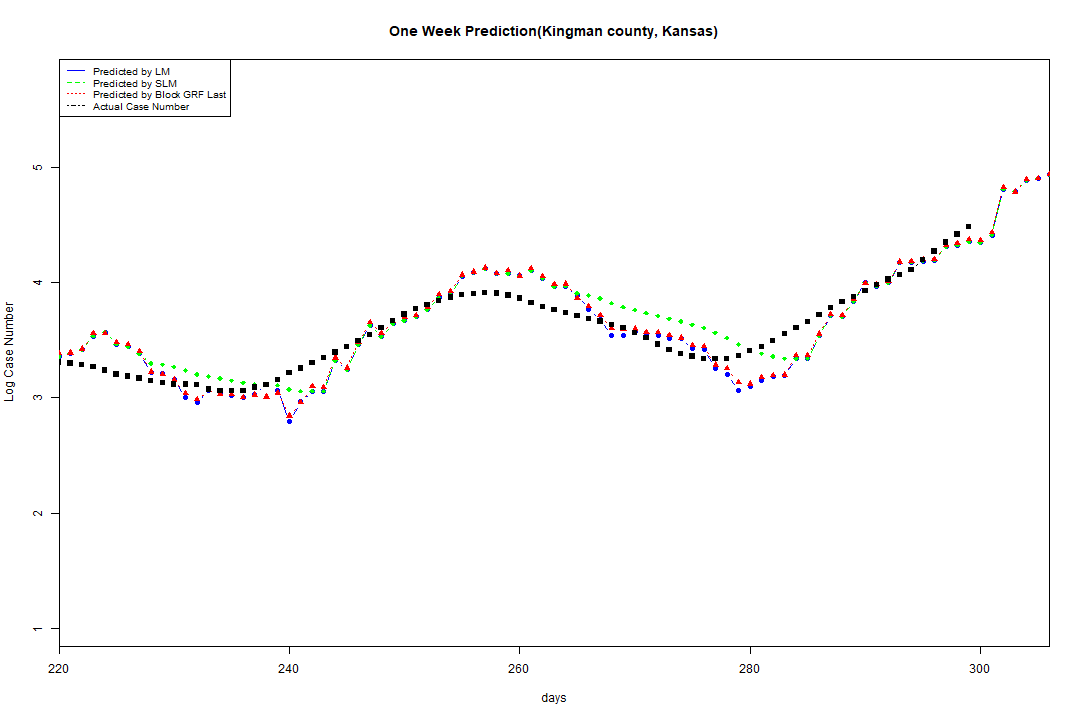 One Week Prediction(Kingman county, Kansas)
Predicted by LM
Predicted by SLM
Predicted by Block GRF Last
Actual Case Number
5
4
3
2
1
Log Case Number
220
240
260
280
300
days